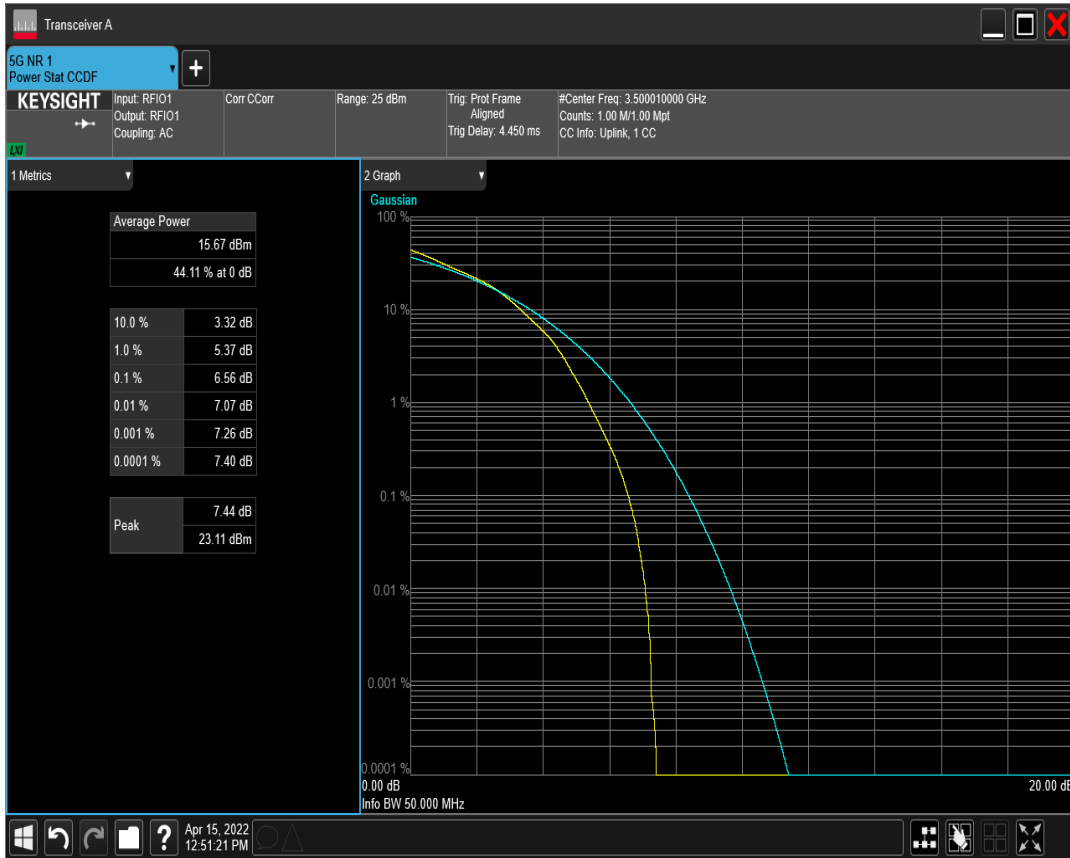 Transceiver A
5G NR 1
Power Stat CCDF
KEYSIGHT
LXI
Input: RFIO1
Output: RFIO1
Coupling: AC
Corr CCorr
Range: 25 dBm
Trig: Prot Frame
Aligned
Trig Delay: 4.450 ms
#Center Freq: 3.500010000 GHz
Counts: 1.00 M/1.00 Mpt
CC Info: Uplink, 1 CC
1 Metrics
Average Power
15.67 dBm
44.11 % at 0 dB
10.0 % 3.32 dB
1.0 % 5.37 dB
0.1 % 6.56 dB
0.01 % 7.07 dB
0.001 % 7.26 dB
0.0001 % 7.40 dB
Peak 7.44 dB
23.11 dBm
2 Graph
Gaussian
100 %
10 %
1 %
0.1 %
0.01 %
0.001 %
0.0001 %
0.00 dB 20.00 dB
Info BW 50.000 MHz
?
Apr 15, 2022
12:51:21 PM